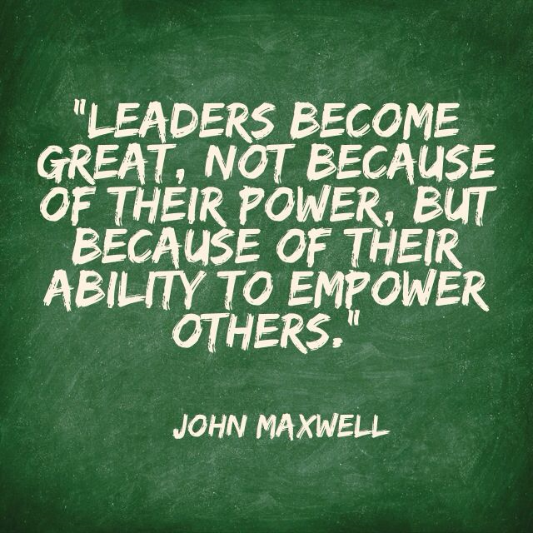 "LEADERS BECOME
GREAT, NOT BECAUSE
OF THEIR POWER, BUT
BECAUSE OF THEIR
ABILITY TO EMPOWER
OTHERS."
JOHN MAXWELL